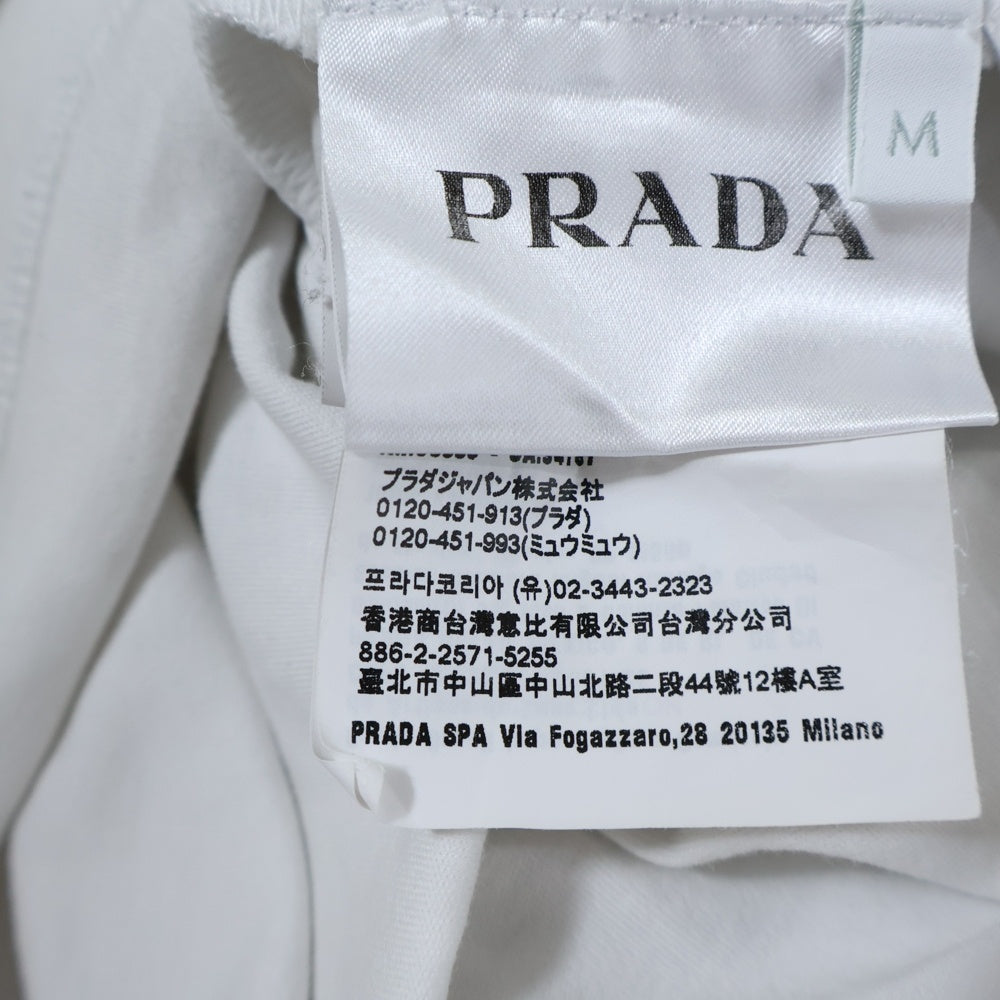 M
PRADA
プラダジャパン株式会社
0120-451-913(プラダ)
0120-451-993(ミュウミュウ)
프라다코리아 (유)02-3443-2323
香港商台灣意比有限公司台灣分公司
886-2-2571-5255
臺北市中山區中山北路二段44號12樓A室
PRADA SPA Via Fogazzaro,28 20135 Milano